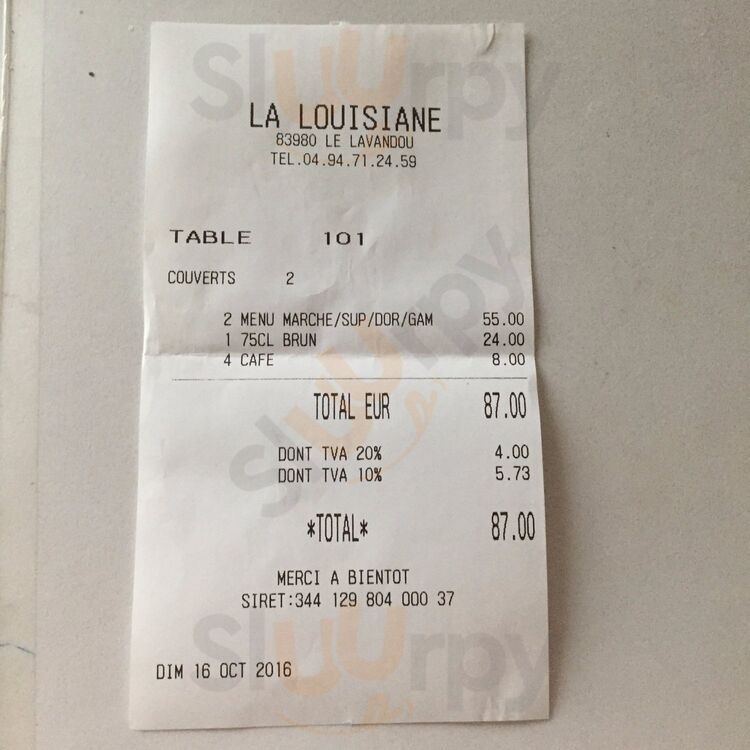 LA LOUISIANE
83980 LE LAVANDOU
TEL.04.94.71.24.59
TABLE 101
COUVERTS 2
2 MENU MARCHE/SUP/DOR/GAM 55.00
1 75CL BRUN 24.00
4 CAFE 8.00
TOTAL EUR 87.00
DONT TVA 20% 4.00
DONT TVA 10% 5.73
*TOTAL* 87.00
MERCI A BIENTOT
SIRET:344 129 804 000 37
DIM 16 OCT 2016
Sluurpy
Sluurpy
Sluurpy